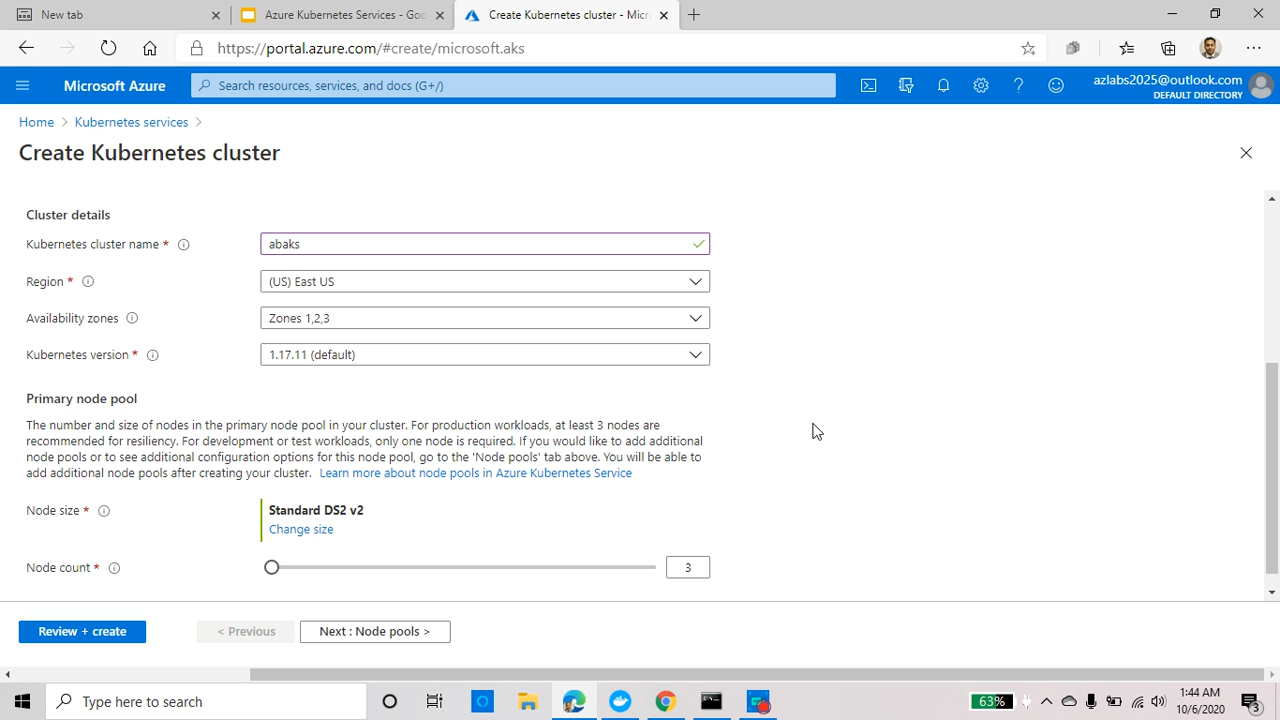 New tab
Azure Kubernetes Services - Goo
Create Kubernetes cluster - Micr
https://portal.azure.com/#create/microsoft.aks
Microsoft Azure
Search resources, services, and docs (G+/)
azlabs2025@outlook.com
DEFAULT DIRECTORY
Home > Kubernetes services >
Create Kubernetes cluster
Cluster details
Kubernetes cluster name *
abaks
Region *
(US) East US
Availability zones
Zones 1,2,3
Kubernetes version *
1.17.11 (default)
Primary node pool
The number and size of nodes in the primary node pool in your cluster. For production workloads, at least 3 nodes are
recommended for resiliency. For development or test workloads, only one node is required. If you would like to add additional
node pools or to see additional configuration options for this node pool, go to the 'Node pools' tab above. You will be able to
add additional node pools after creating your cluster. Learn more about node pools in Azure Kubernetes Service
Node size *
Standard DS2 v2
Change size
Node count *
3
Review + create
< Previous
Next : Node pools >
Type here to search
63%
1:44 AM
10/6/2020
3